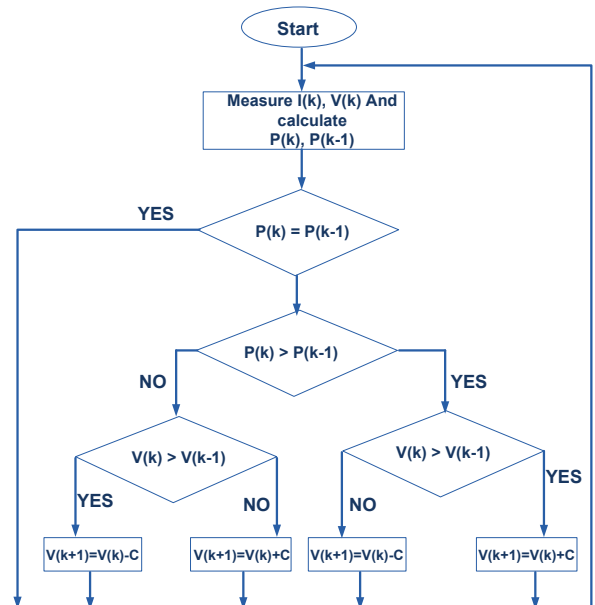 Start
Measure I(k), V(k) And
calculate
P(k), P(k-1)
YES
P(k) = P(k-1)
P(k) > P(k-1)
NO
YES
V(k) > V(k-1)
V(k) > V(k-1)
YES
NO
NO
YES
V(k+1)=V(k)-C
V(k+1)=V(k)+C
V(k+1)=V(k)-C
V(k+1)=V(k)+C